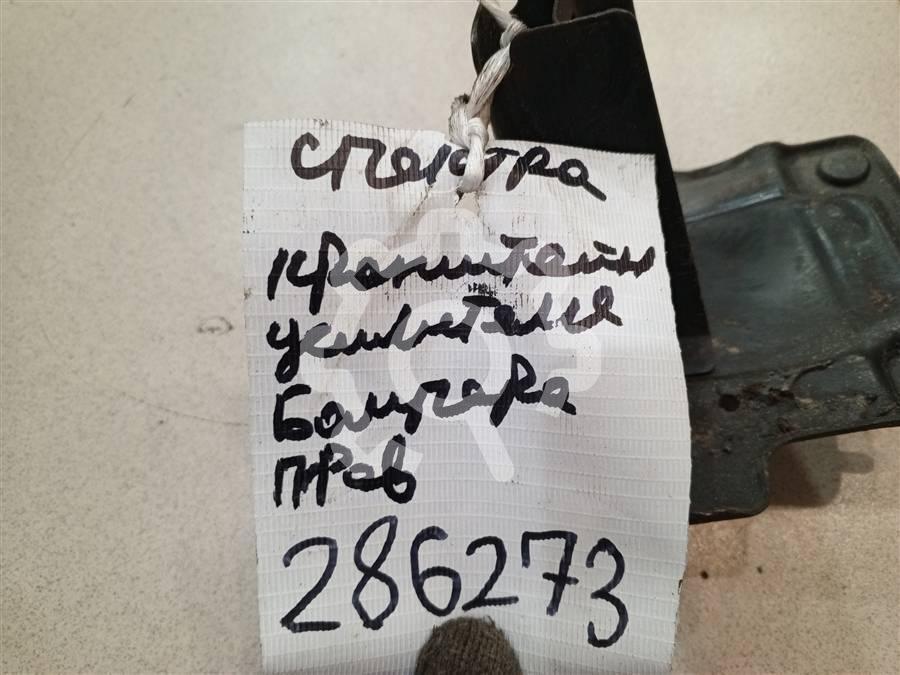 Спектра
кронштейн
усилителя
Бампера
прав
286273